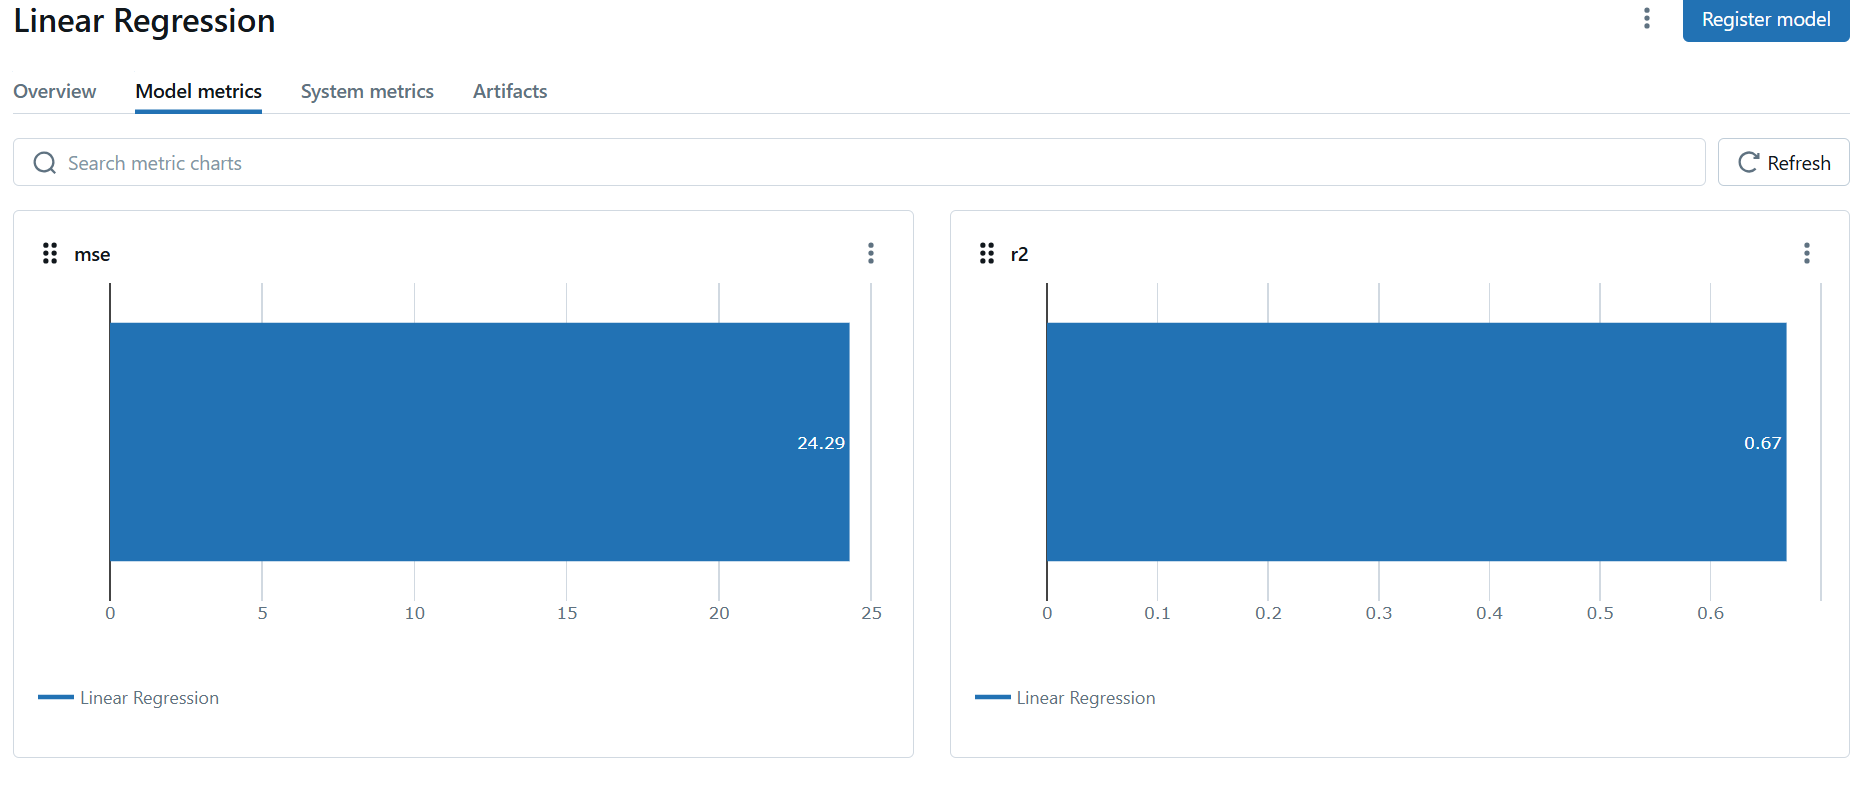 Linear Regression
Register model
Overview Model metrics System metrics Artifacts
Search metric charts
Refresh
mse
24.29
0 5 10 15 20 25
Linear Regression
r2
0.67
0 0.1 0.2 0.3 0.4 0.5 0.6
Linear Regression